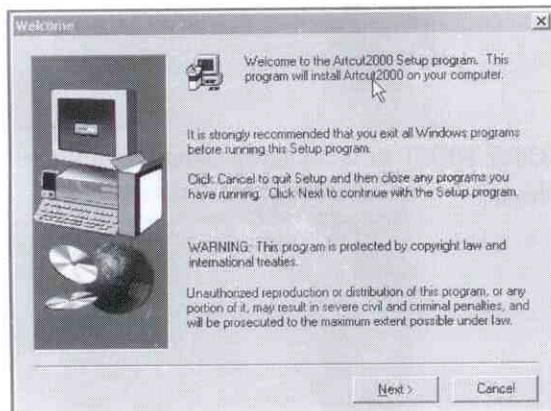 Welcome
Welcome to the Artcut2000 Setup program. This
program will install Artcut2000 on your computer.
It is strongly recommended that you exit all Windows programs
before running this Setup program.
Click Cancel to quit Setup and then close any programs you
have running. Click Next to continue with the Setup program.
WARNING: This program is protected by copyright law and
international treaties.
Unauthorized reproduction or distribution of this program, or any
portion of it, may result in severe civil and criminal penalties, and
will be prosecuted to the maximum extent possible under law.
Next >
Cancel